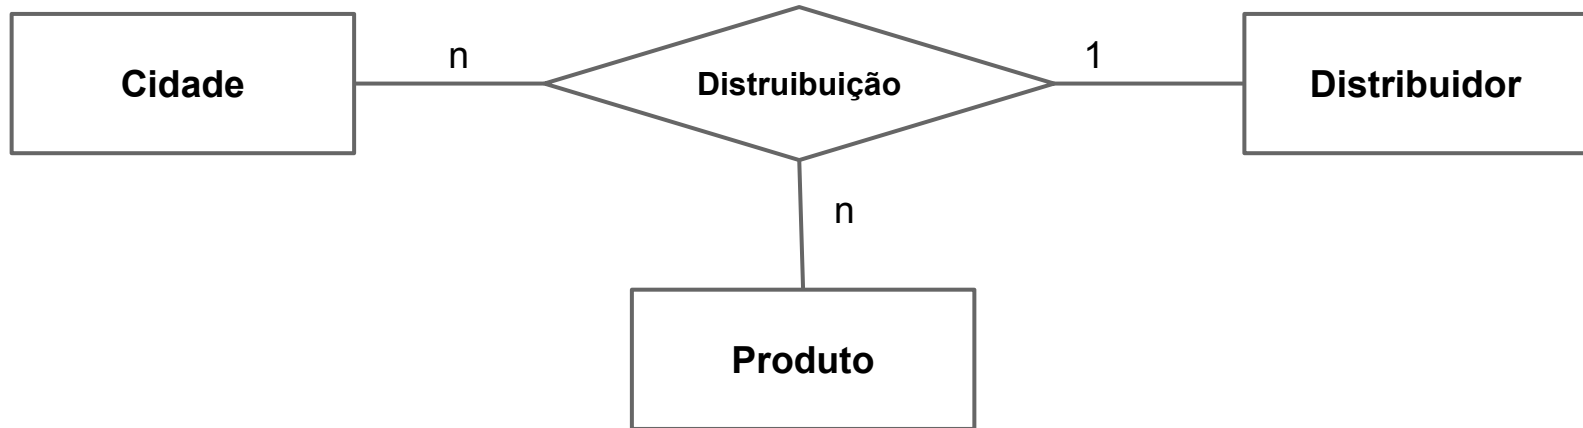 n
1
Cidade
Distruibuição
Distribuidor
n
Produto